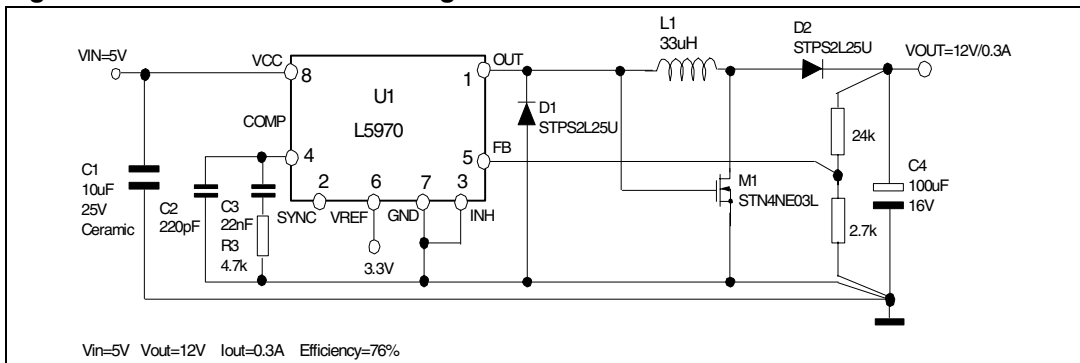 VIN=5V
VCC
8
U1
L5970
1
OUT
L1
33uH
D2
STPS2L25U
VOUT=12V/0.3A
D1
STPS2L25U
24k
COMP
4
5
FB
C1
10uF
25V
Ceramic
C2
220pF
C3
22nF
R3
4.7k
2
6
7
3
SYNC
VREF
GND
INH
3.3V
M1
STN4NE03L
2.7k
C4
100uF
16V
Vin=5V Vout=12V Iout=0.3A Efficiency=76%